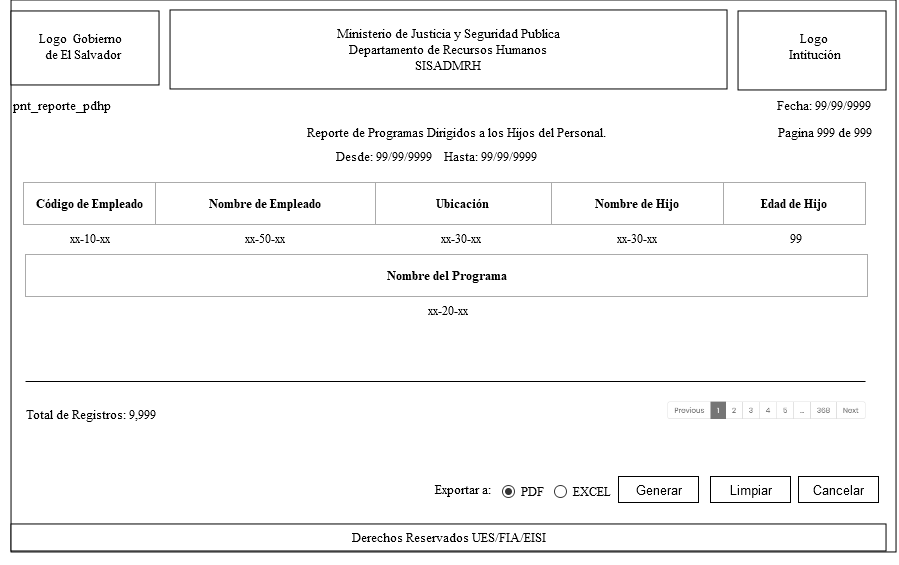 Logo Gobierno
de El Salvador
Ministerio de Justicia y Seguridad Publica
Departamento de Recursos Humanos
SISADMRH
Logo
Intitución
pnt_reporte_pdhp
Fecha: 99/99/9999
Reporte de Programas Dirigidos a los Hijos del Personal.
Pagina 999 de 999
Desde: 99/99/9999 Hasta: 99/99/9999
Código de Empleado Nombre de Empleado Ubicación Nombre de Hijo Edad de Hijo
xx-10-xx xx-50-xx xx-30-xx xx-30-xx 99
Nombre del Programa
xx-20-xx
Total de Registros: 9,999
Previous 1 2 3 4 5 ... 368 Next
Exportar a: PDF EXCEL Generar Limpiar Cancelar
Derechos Reservados UES/FIA/EISI